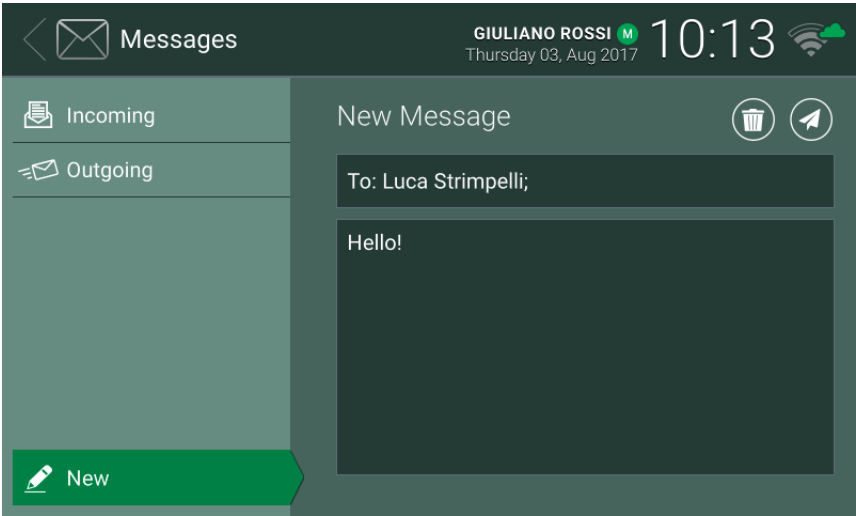 Messages
GIULIANO ROSSI M
Thursday 03, Aug 2017
10:13
Incoming
Outgoing
New
New Message
To: Luca Strimpelli;
Hello!